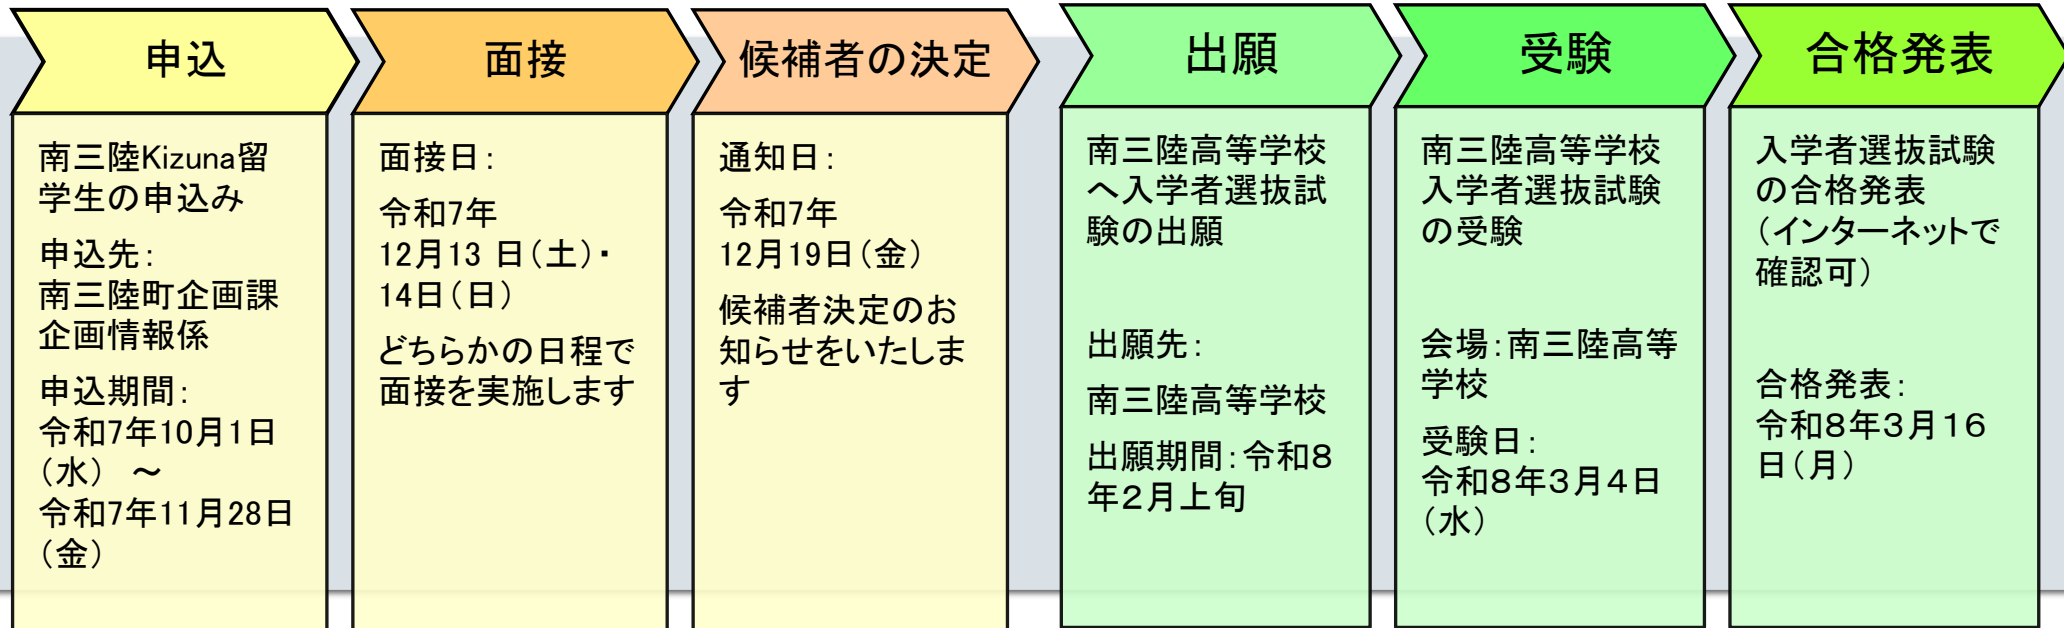 申込
南三陸Kizuna留
学生の申込み
申込先：
南三陸町企画課
企画情報係
申込期間：
令和7年10月1日
（水） ～
令和7年11月28日
（金）
面接
面接日：
令和7年
12月13 日（土）・
14日（日）
どちらかの日程で
面接を実施します
候補者の決定
通知日：
令和7年
12月19日（金）
候補者決定のお
知らせをいたしま
す
出願
南三陸高等学校
へ入学者選抜試
験の出願
出願先：
南三陸高等学校
出願期間：令和８
年２月上旬
受験
南三陸高等学校
入学者選抜試験
の受験
会場：南三陸高等
学校
受験日：
令和８年３月４日
（水）
合格発表
入学者選抜試験
の合格発表
（インターネットで
確認可）
合格発表：
令和８年３月１６
日（月）